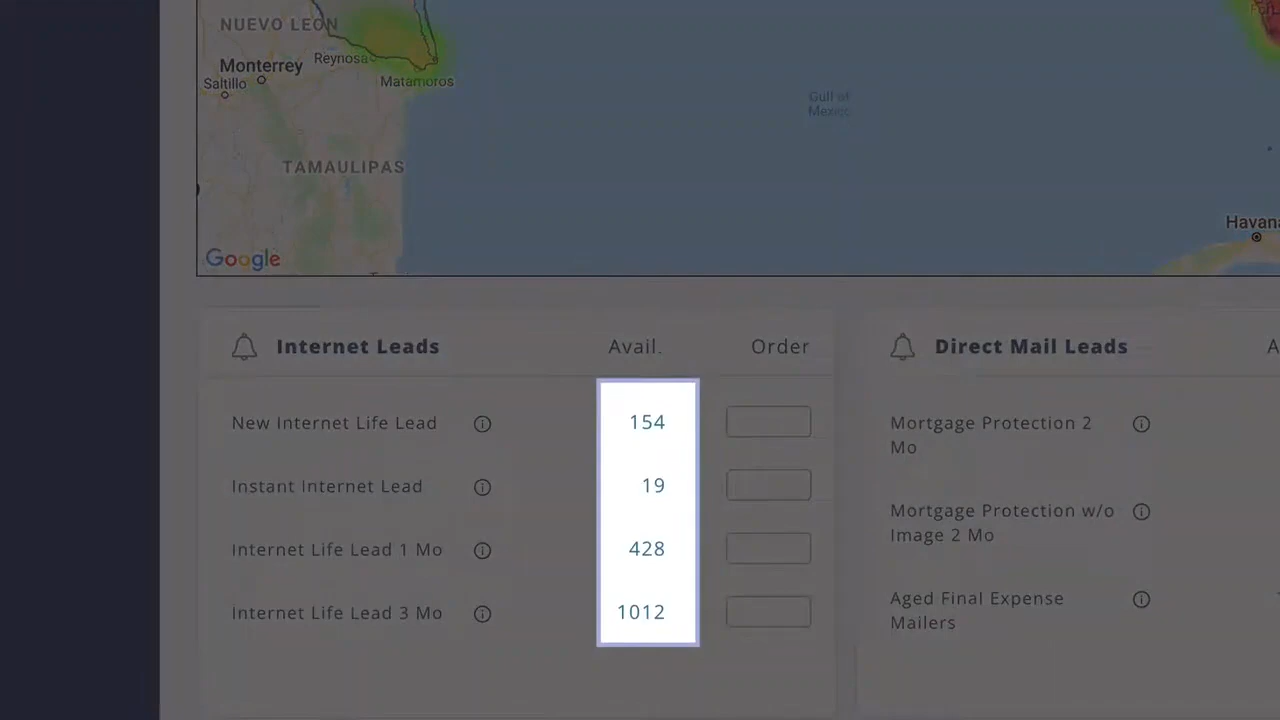 NUEVO LEON
Monterrey
Reynosa
Saltillo
Matamoros
Gulf of
Mexico
TAMAULIPAS
Havana
Google
Internet Leads
Avail.
Order
New Internet Life Lead
154
Instant Internet Lead
19
Internet Life Lead 1 Mo
428
Internet Life Lead 3 Mo
1012
Direct Mail Leads
A
Mortgage Protection 2
Mo
Mortgage Protection w/o
Image 2 Mo
Aged Final Expense
Mailers